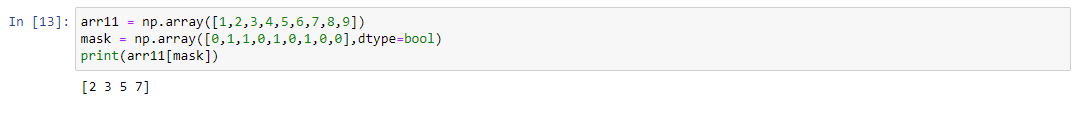 In [13]: arr11 = np.array([1,2,3,4,5,6,7,8,9])
mask = np.array([0,1,1,0,1,0,1,0,0],dtype=bool)
print(arr11[mask])
[2 3 5 7]